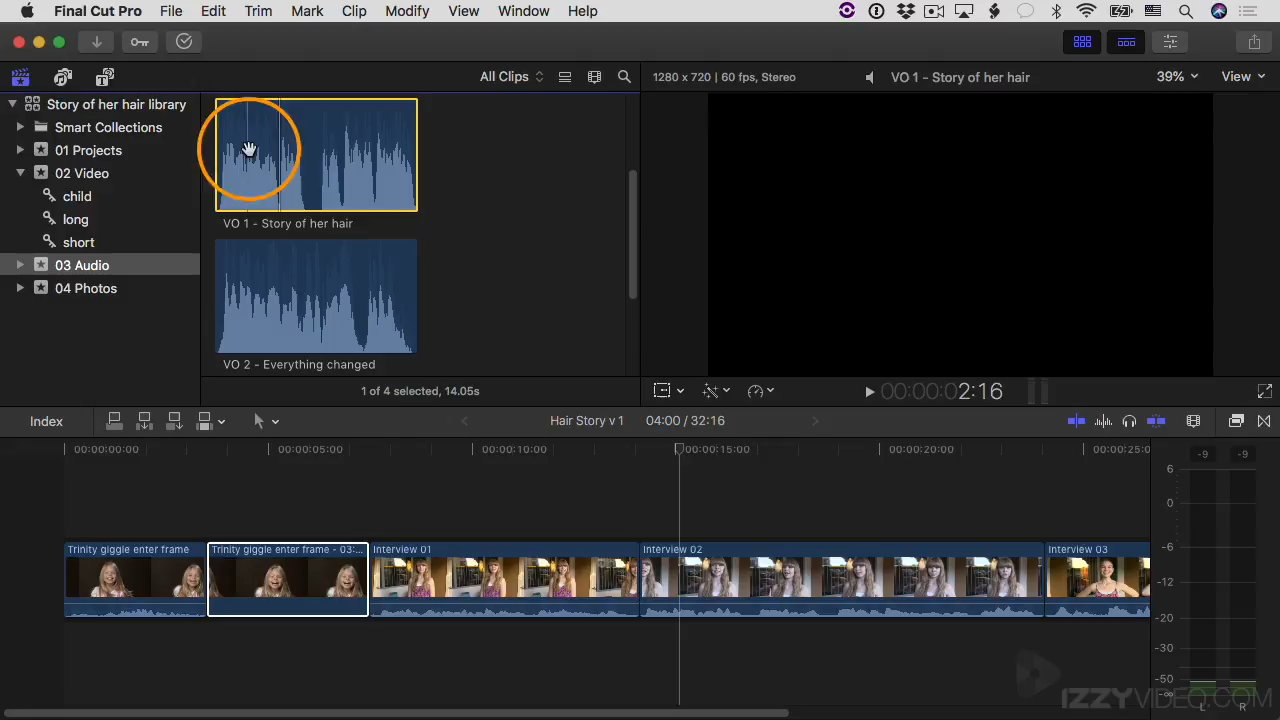 Final Cut Pro File Edit Trim Mark Clip Modify View Window Help
All Clips
1280 x 720 | 60 fps, Stereo
VO 1 - Story of her hair
39%
View
Story of her hair library
Smart Collections
01 Projects
02 Video
child
long
short
03 Audio
04 Photos
VO 1 - Story of her hair
VO 2 - Everything changed
1 of 4 selected, 14.05s
00:00:02:16
Index
Hair Story v 1
04:00 / 32:16
00:00:00:00 00:00:05:00 00:00:10:00 00:00:15:00 00:00:20:00 00:00:25:0
-9 -9
6
0
-6
-12
-20
-30
-50
-∞
L R
Trinity giggle enter frame
Trinity giggle enter frame - 03:...
Interview 01
Interview 02
Interview 03
IZZYVIDEO.COM